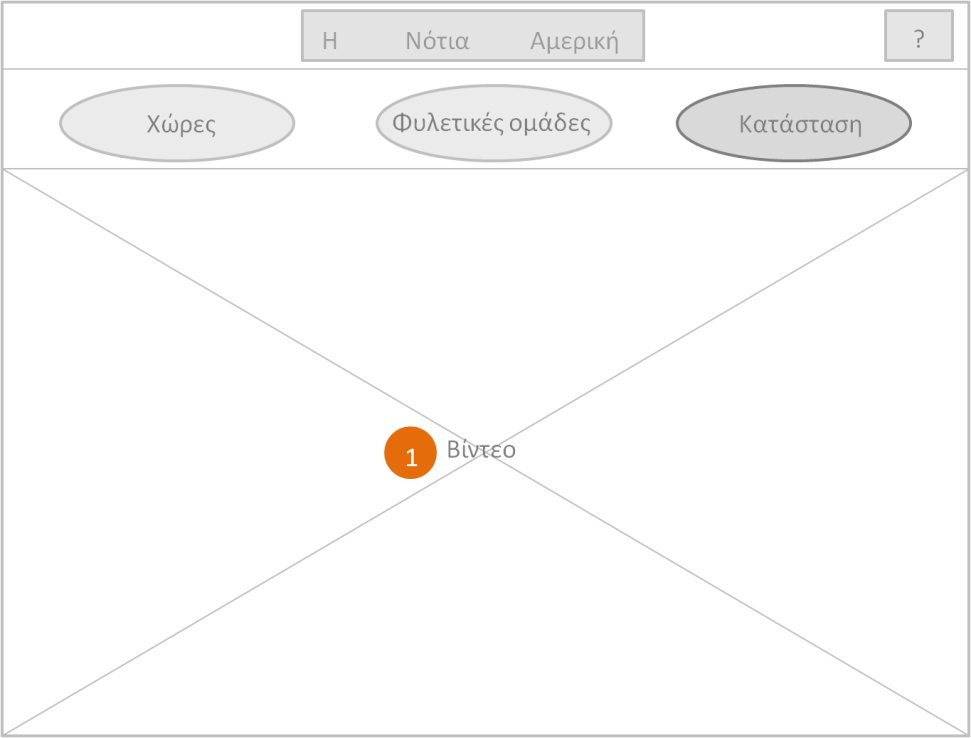 Η Νότια Αμερική
?
Χώρες
Φυλετικές ομάδες
Κατάσταση
1 Βίντεο